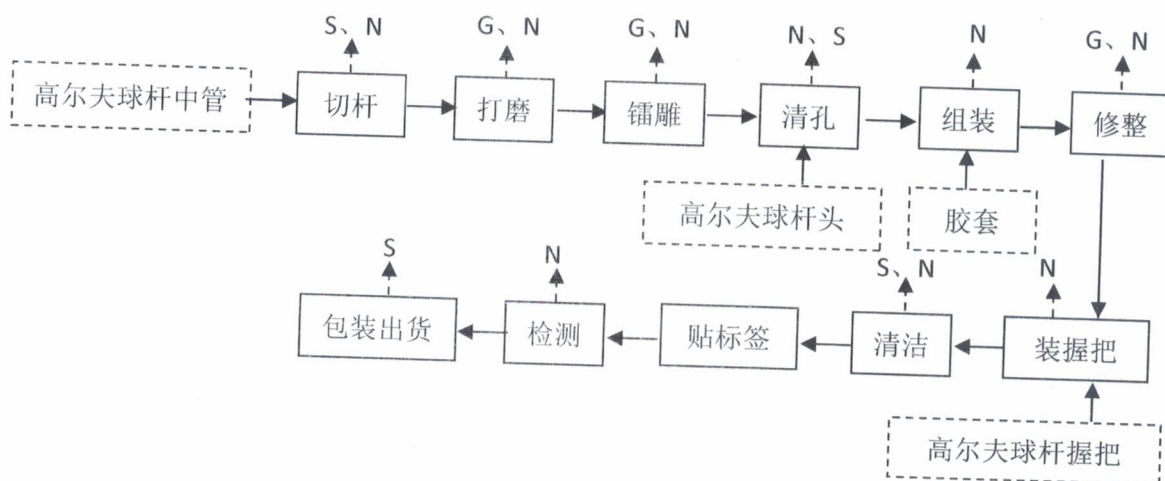 S、N
G、N
G、N
N、S
N
G、N
高尔夫球杆中管
切杆
打磨
镭雕
清孔
组装
修整
高尔夫球杆头
胶套
S
N
S、N
N
包装出货
检测
贴标签
清洁
装握把
高尔夫球杆握把